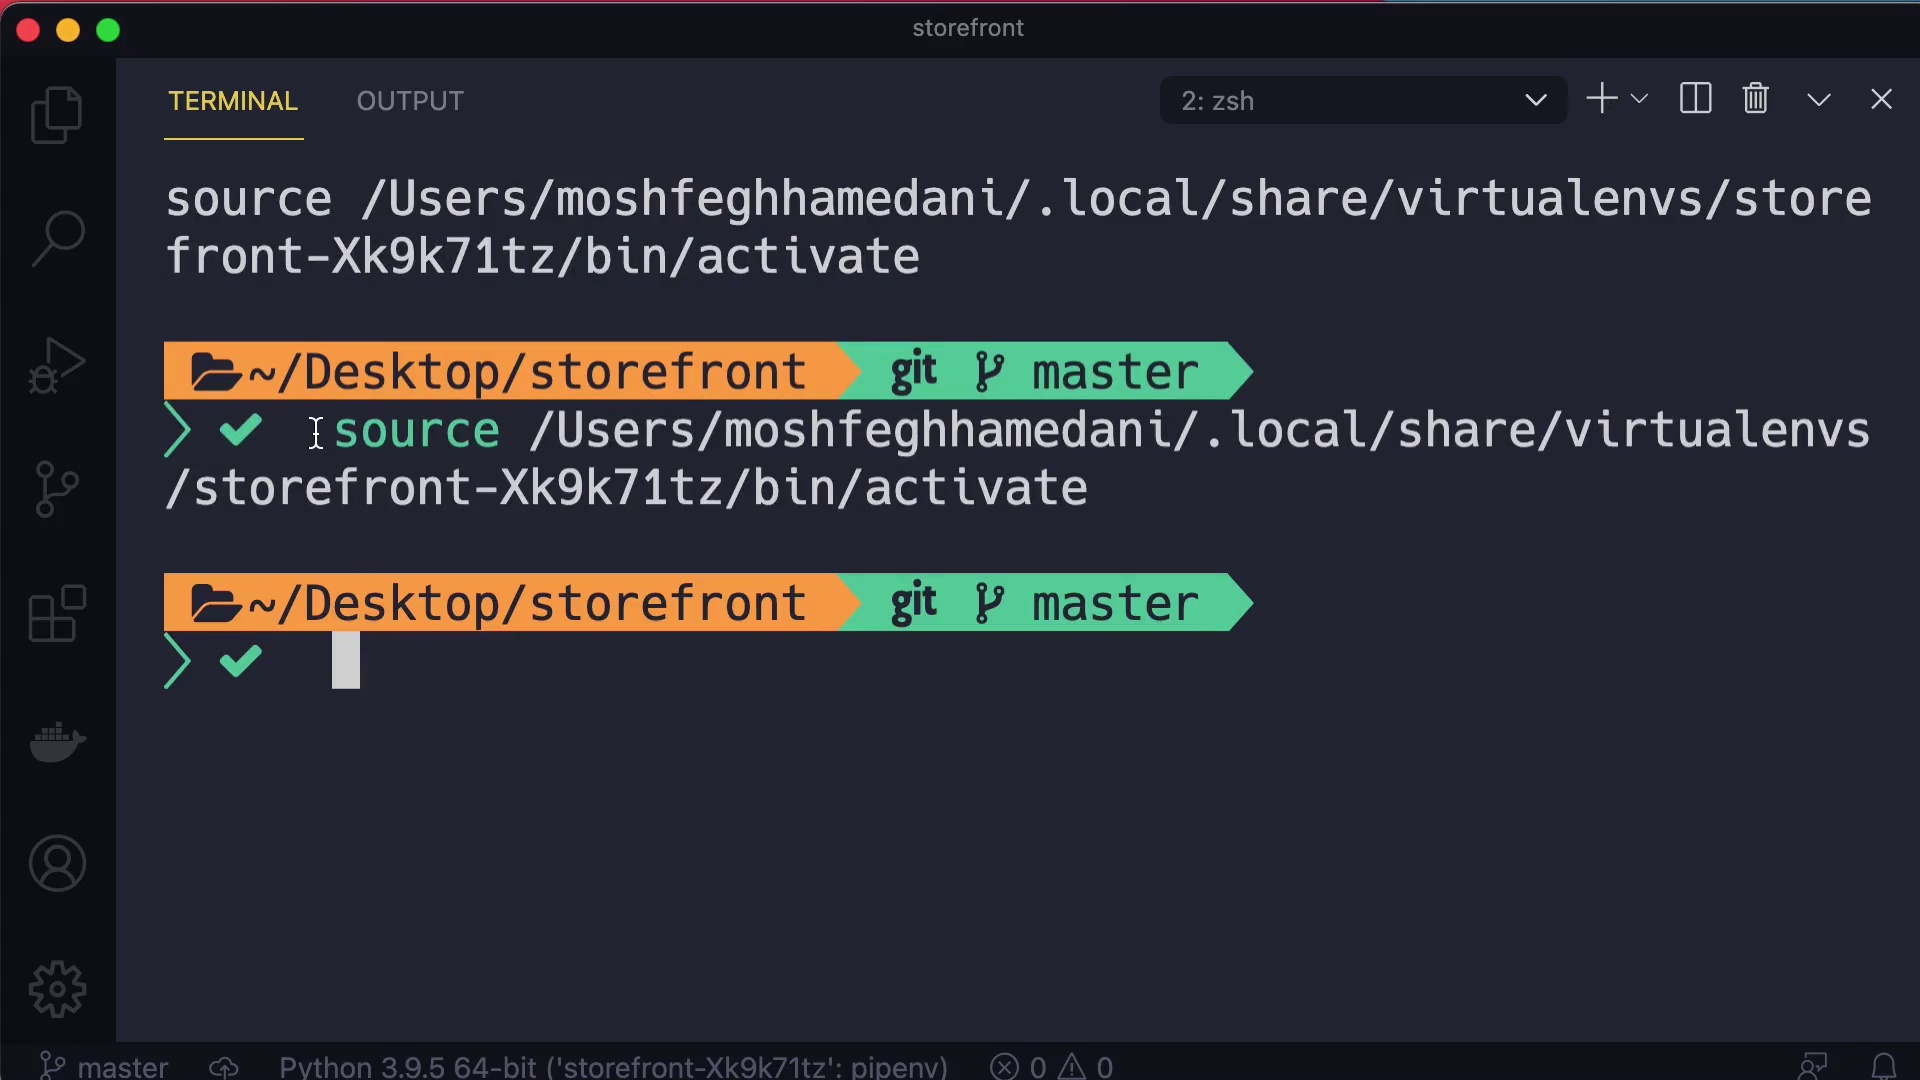 storefront
TERMINAL OUTPUT 2: zsh
source /Users/moshfeghhamedani/.local/share/virtualenvs/store
front-Xk9k71tz/bin/activate
~/Desktop/storefront git master
source /Users/moshfeghhamedani/.local/share/virtualenvs
/storefront-Xk9k71tz/bin/activate
~/Desktop/storefront git master
master Python 3.9.5 64-bit ('storefront-Xk9k71tz': pipenv) 0 0